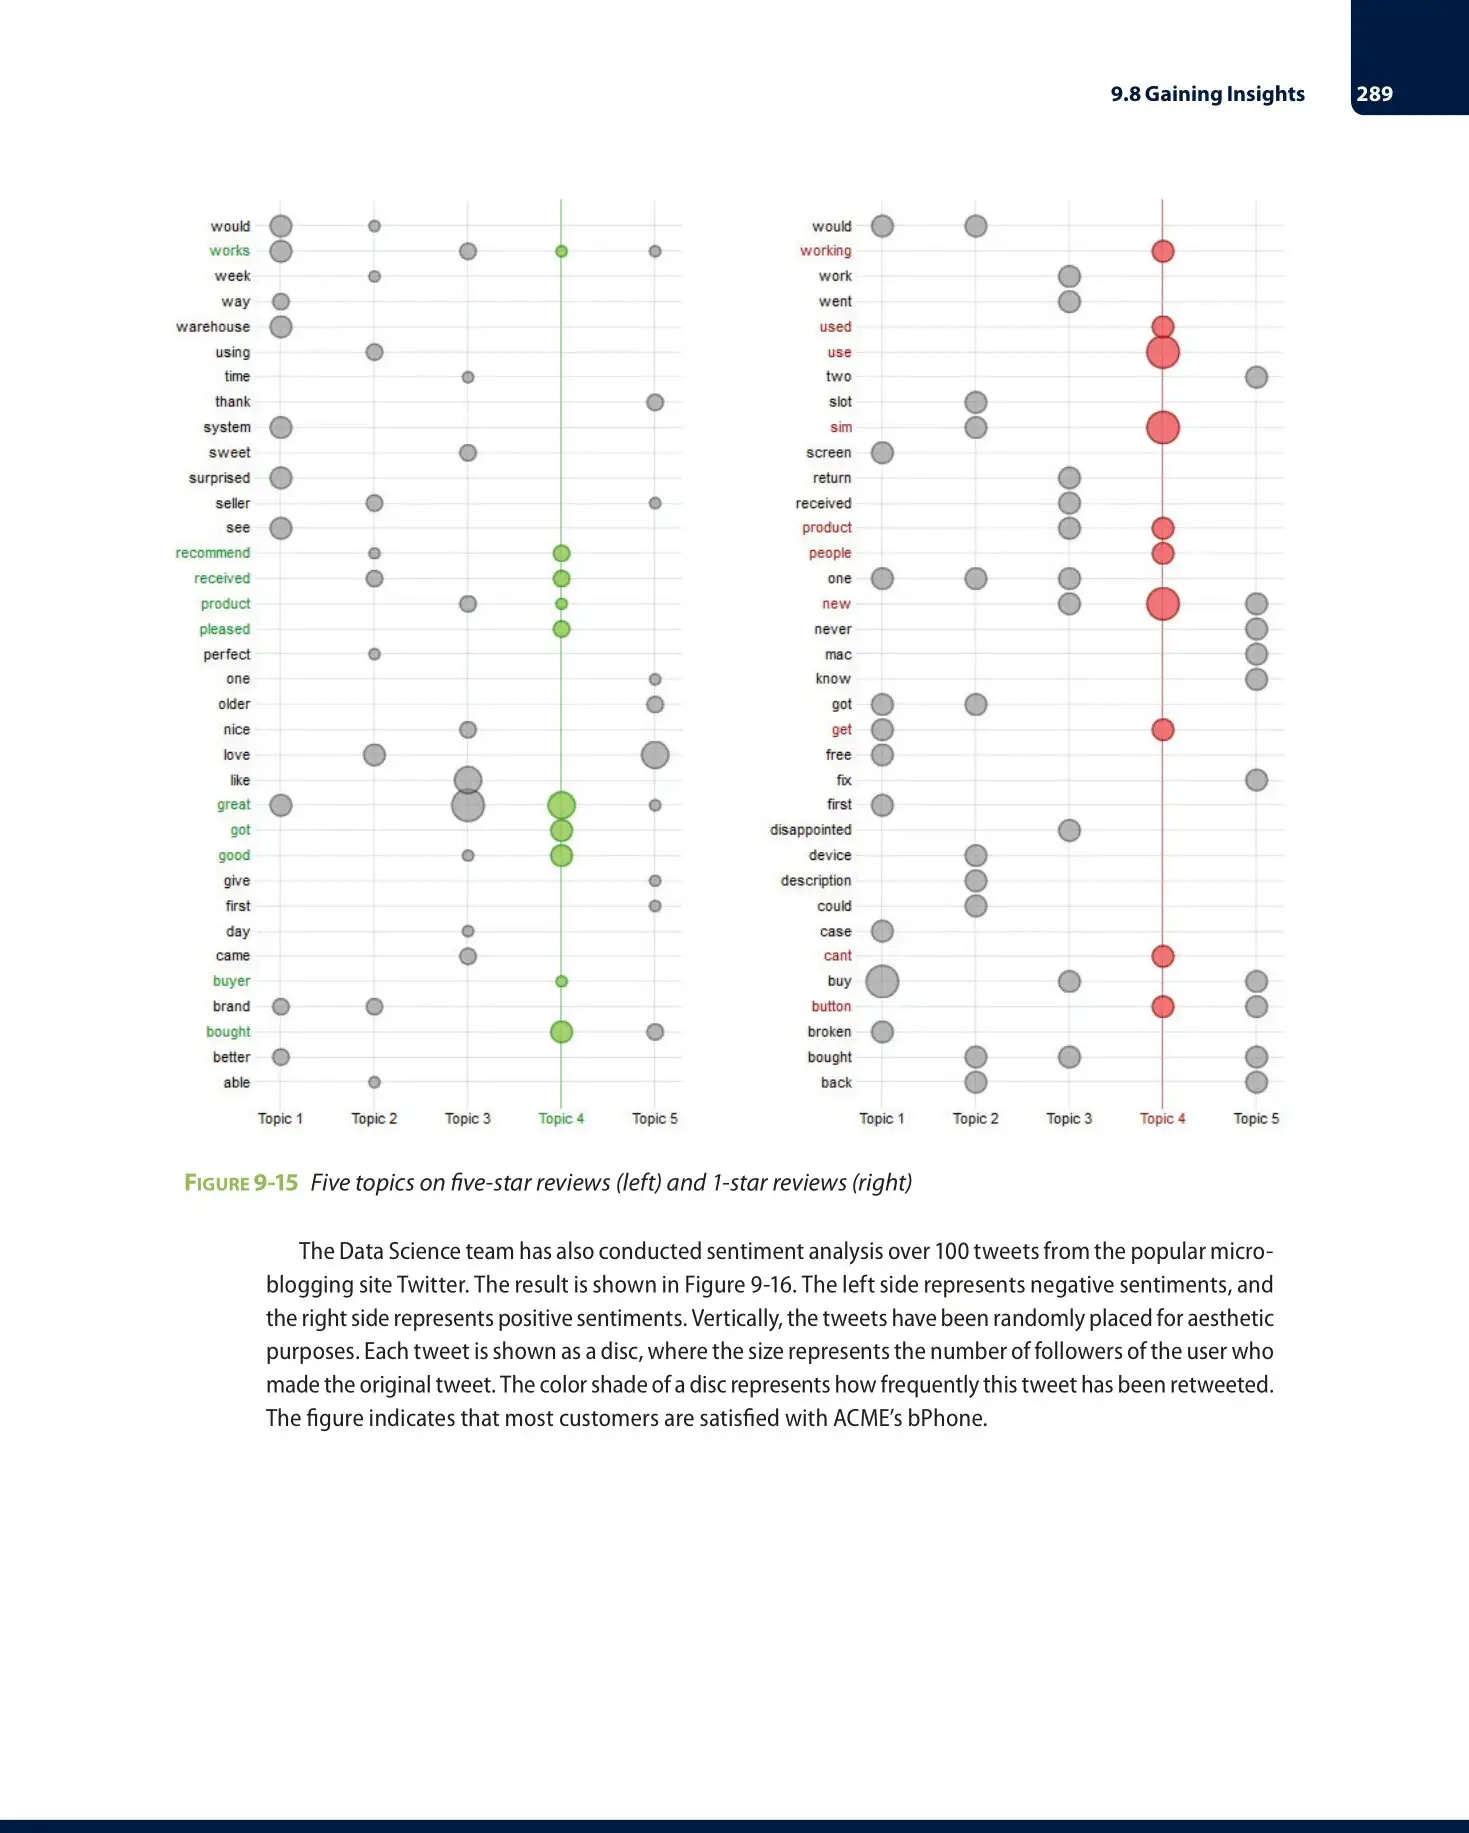 9.8 Gaining Insights 289
would
works
week
way
warehouse
using
time
thank
system
sweet
surprised
seller
see
recommend
received
product
pleased
perfect
one
older
nice
love
like
great
got
good
give
first
day
came
buyer
brand
bought
better
able
Topic 1 Topic 2 Topic 3 Topic 4 Topic 5
would
working
work
went
used
use
two
slot
sim
screen
return
received
product
people
one
new
never
mac
know
got
get
free
fix
first
disappointed
device
description
could
case
cant
buy
button
broken
bought
back
Topic 1 Topic 2 Topic 3 Topic 4 Topic 5
FIGURE 9-15 Five topics on five-star reviews (left) and 1-star reviews (right)
The Data Science team has also conducted sentiment analysis over 100 tweets from the popular micro-
blogging site Twitter. The result is shown in Figure 9-16. The left side represents negative sentiments, and
the right side represents positive sentiments. Vertically, the tweets have been randomly placed for aesthetic
purposes. Each tweet is shown as a disc, where the size represents the number of followers of the user who
made the original tweet. The color shade of a disc represents how frequently this tweet has been retweeted.
The figure indicates that most customers are satisfied with ACME's bPhone.